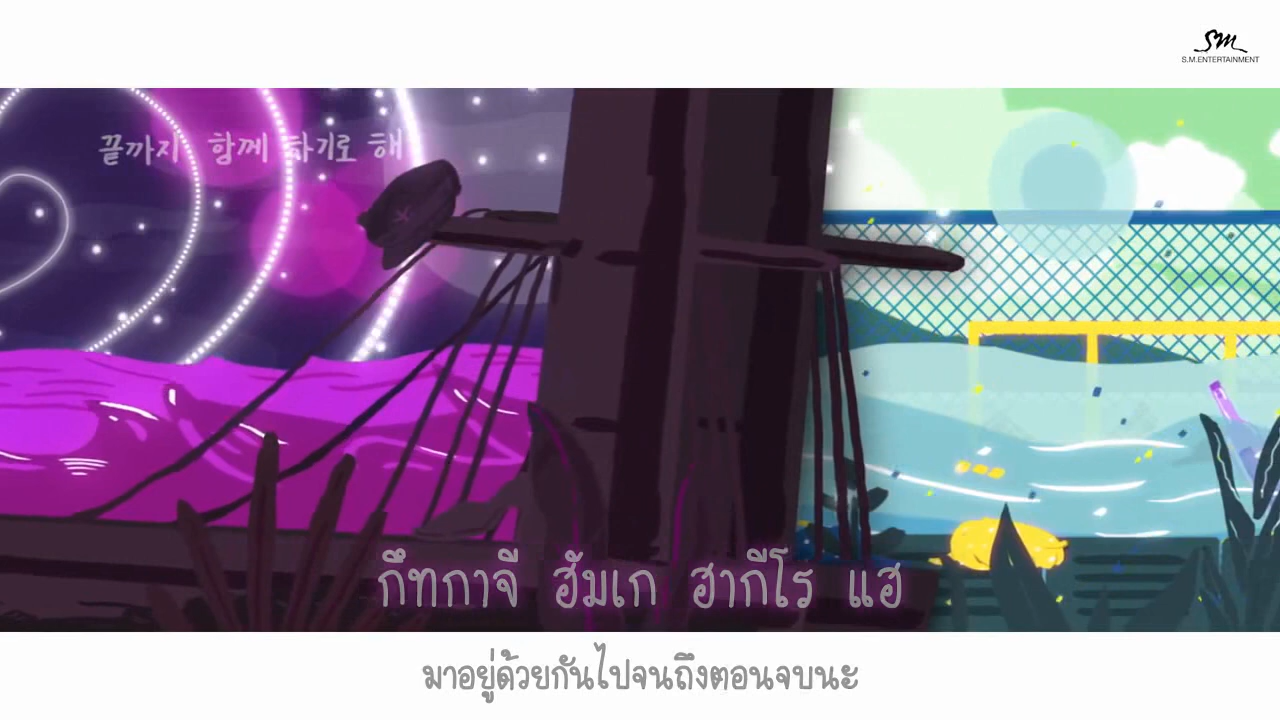 SM
S.M.ENTERTAINMENT
끝까지 함께 하기로 해
กึทกาจี ฮัมเก ฮากีโร แฮ
มาอยู่ด้วยกันไปจนถึงตอนจบนะ